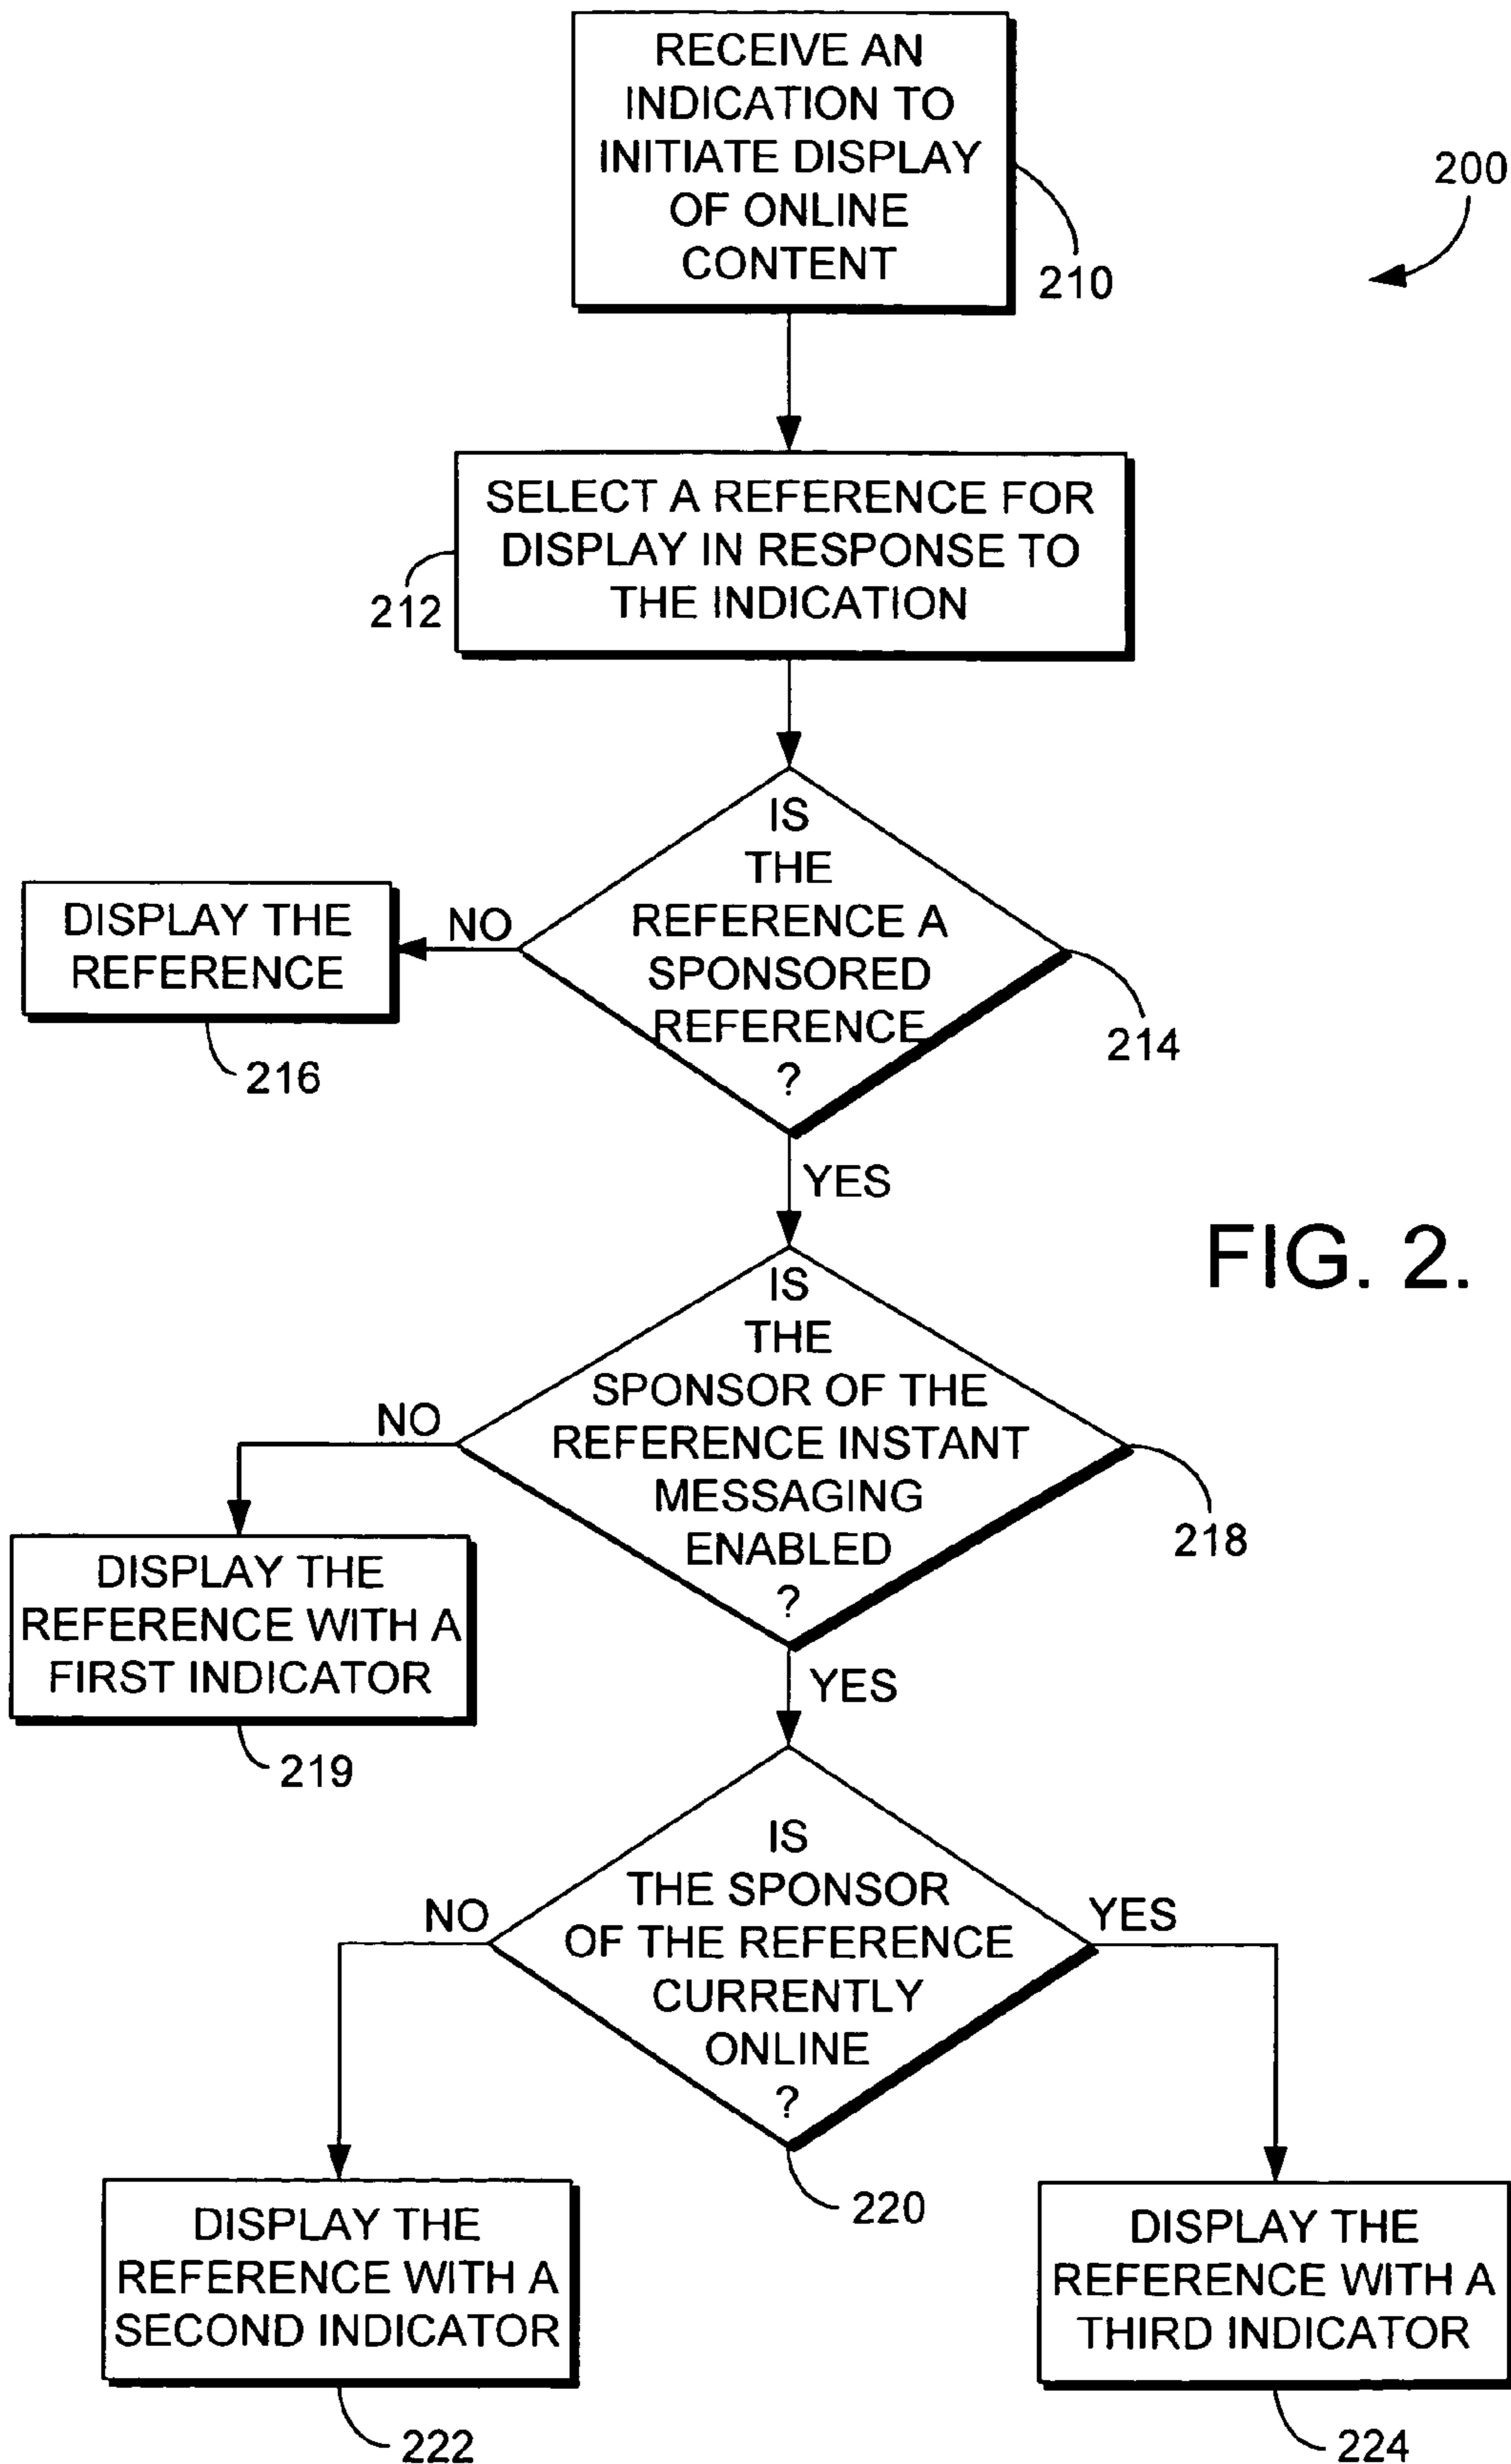 RECEIVE AN
INDICATION TO
INITIATE DISPLAY
OF ONLINE
CONTENT
200
210
SELECT A REFERENCE FOR
DISPLAY IN RESPONSE TO
THE INDICATION
212
IS
THE
REFERENCE A
SPONSORED
REFERENCE
?
NO
DISPLAY THE
REFERENCE
214
216
YES
FIG. 2.
IS
THE
SPONSOR OF THE
REFERENCE INSTANT
MESSAGING
ENABLED
?
NO
218
DISPLAY THE
REFERENCE WITH A
FIRST INDICATOR
YES
219
IS
THE SPONSOR
OF THE REFERENCE
CURRENTLY
ONLINE
?
NO
YES
220
DISPLAY THE
REFERENCE WITH A
SECOND INDICATOR
DISPLAY THE
REFERENCE WITH A
THIRD INDICATOR
222
224